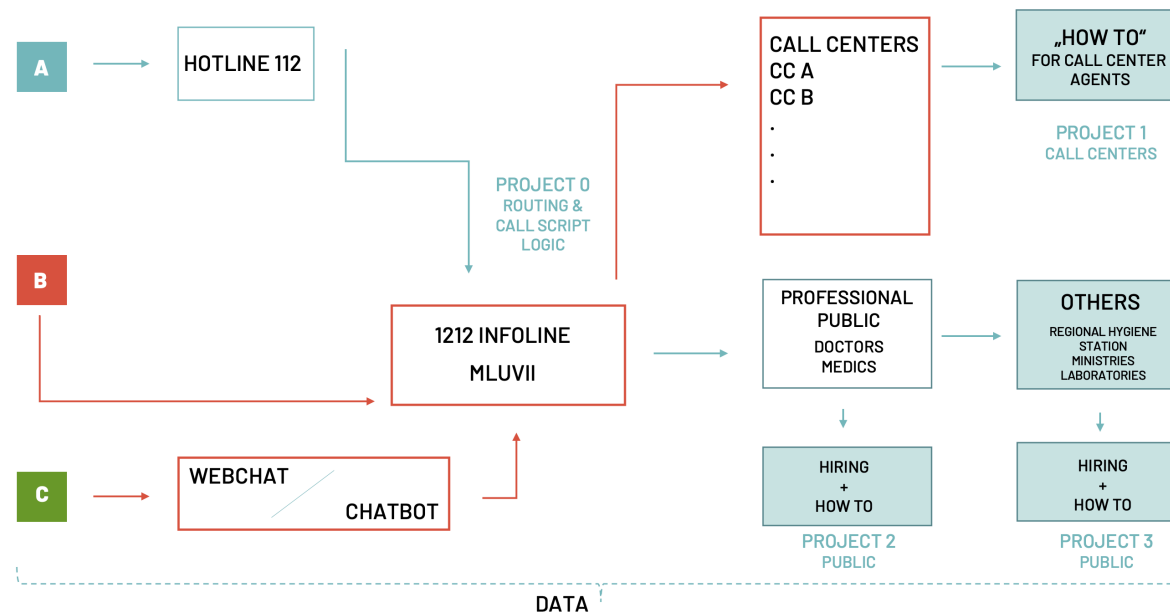 A
HOTLINE 112
CALL CENTERS
CC A
CC B
.
.
.
„HOW TO“
FOR CALL CENTER
AGENTS
PROJECT 1
CALL CENTERS
PROJECT 0
ROUTING &
CALL SCRIPT
LOGIC
B
1212 INFOLINE
MLUVII
PROFESSIONAL
PUBLIC
DOCTORS
MEDICS
OTHERS
REGIONAL HYGIENE
STATION
MINISTRIES
LABORATORIES
C
WEBCHAT
CHATBOT
HIRING
+
HOW TO
PROJECT 2
PUBLIC
HIRING
+
HOW TO
PROJECT 3
PUBLIC
DATA